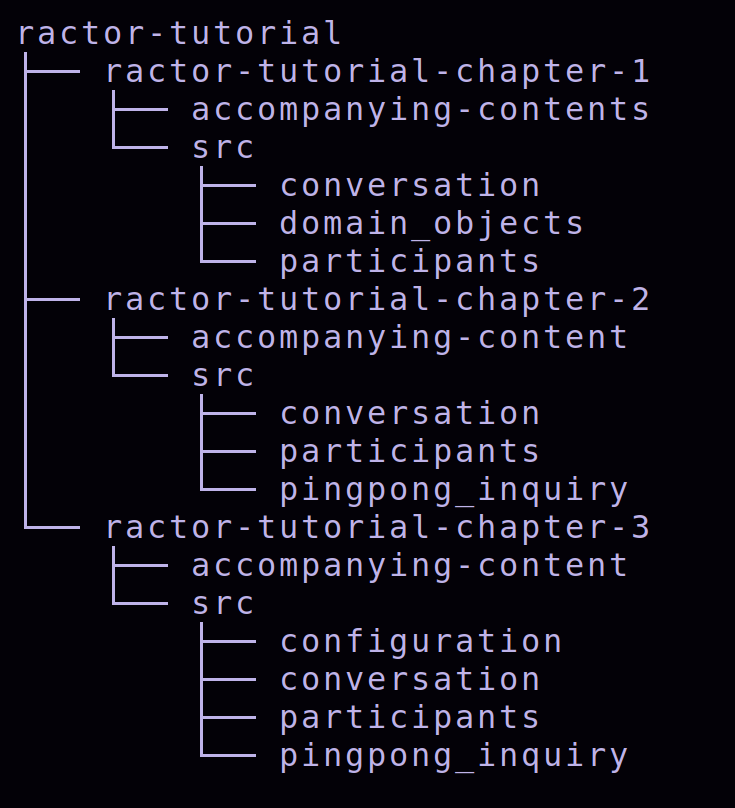 ractor-tutorial
├── ractor-tutorial-chapter-1
│   ├── accompanying-contents
│   └── src
│       ├── conversation
│       ├── domain_objects
│       └── participants
├── ractor-tutorial-chapter-2
│   ├── accompanying-content
│   └── src
│       ├── conversation
│       ├── participants
│       └── pingpong_inquiry
└── ractor-tutorial-chapter-3
    ├── accompanying-content
    └── src
        ├── configuration
        ├── conversation
        ├── participants
        └── pingpong_inquiry